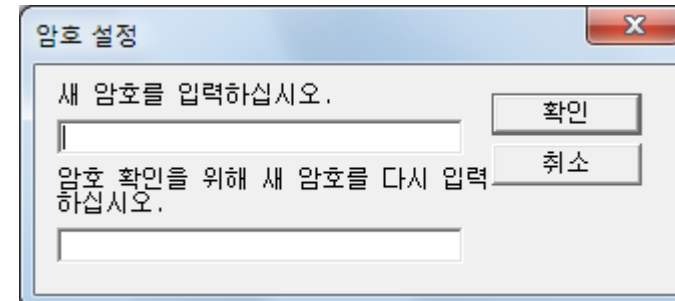 암호 설정
새 암호를 입력하십시오.
확인
암호 확인을 위해 새 암호를 다시 입력
하십시오.
취소